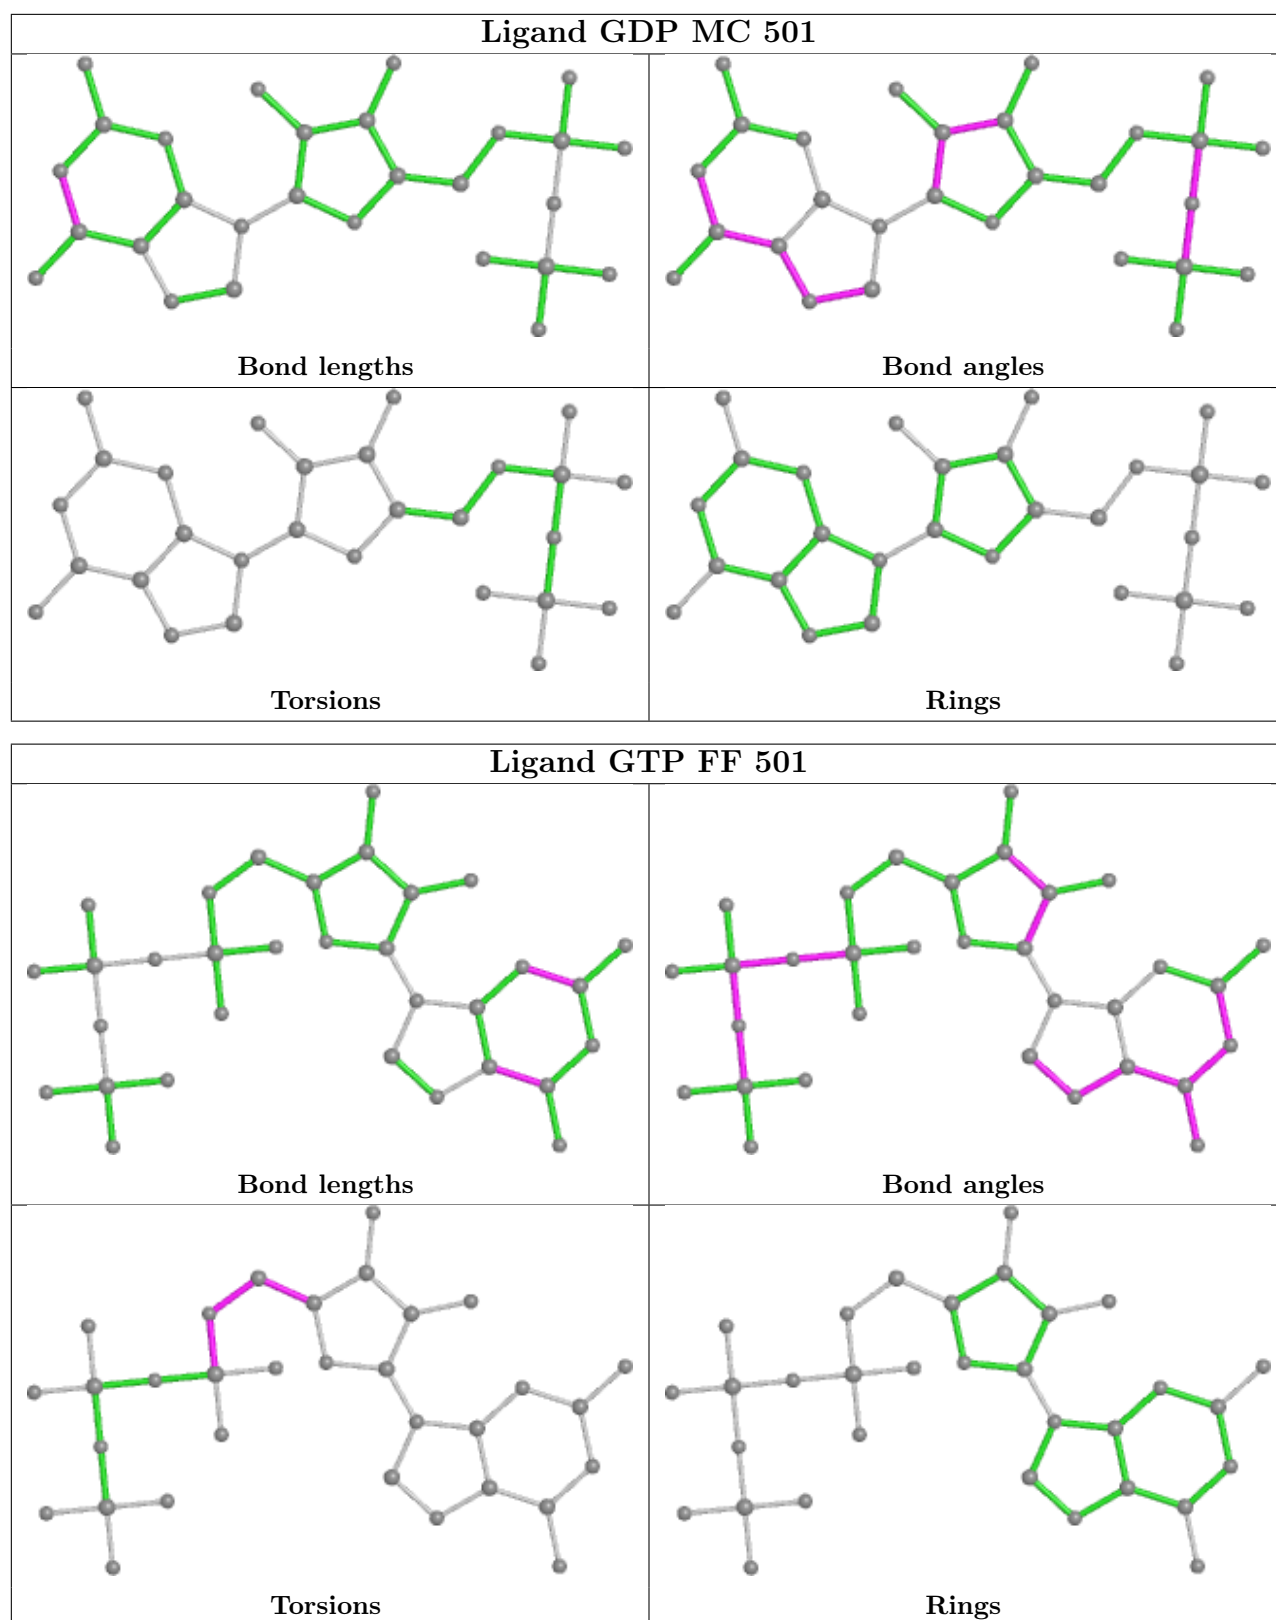 Ligand GDP MC 501
Bond lengths
Bond angles
Torsions
Rings
Ligand GTP FF 501
Bond lengths
Bond angles
Torsions
Rings